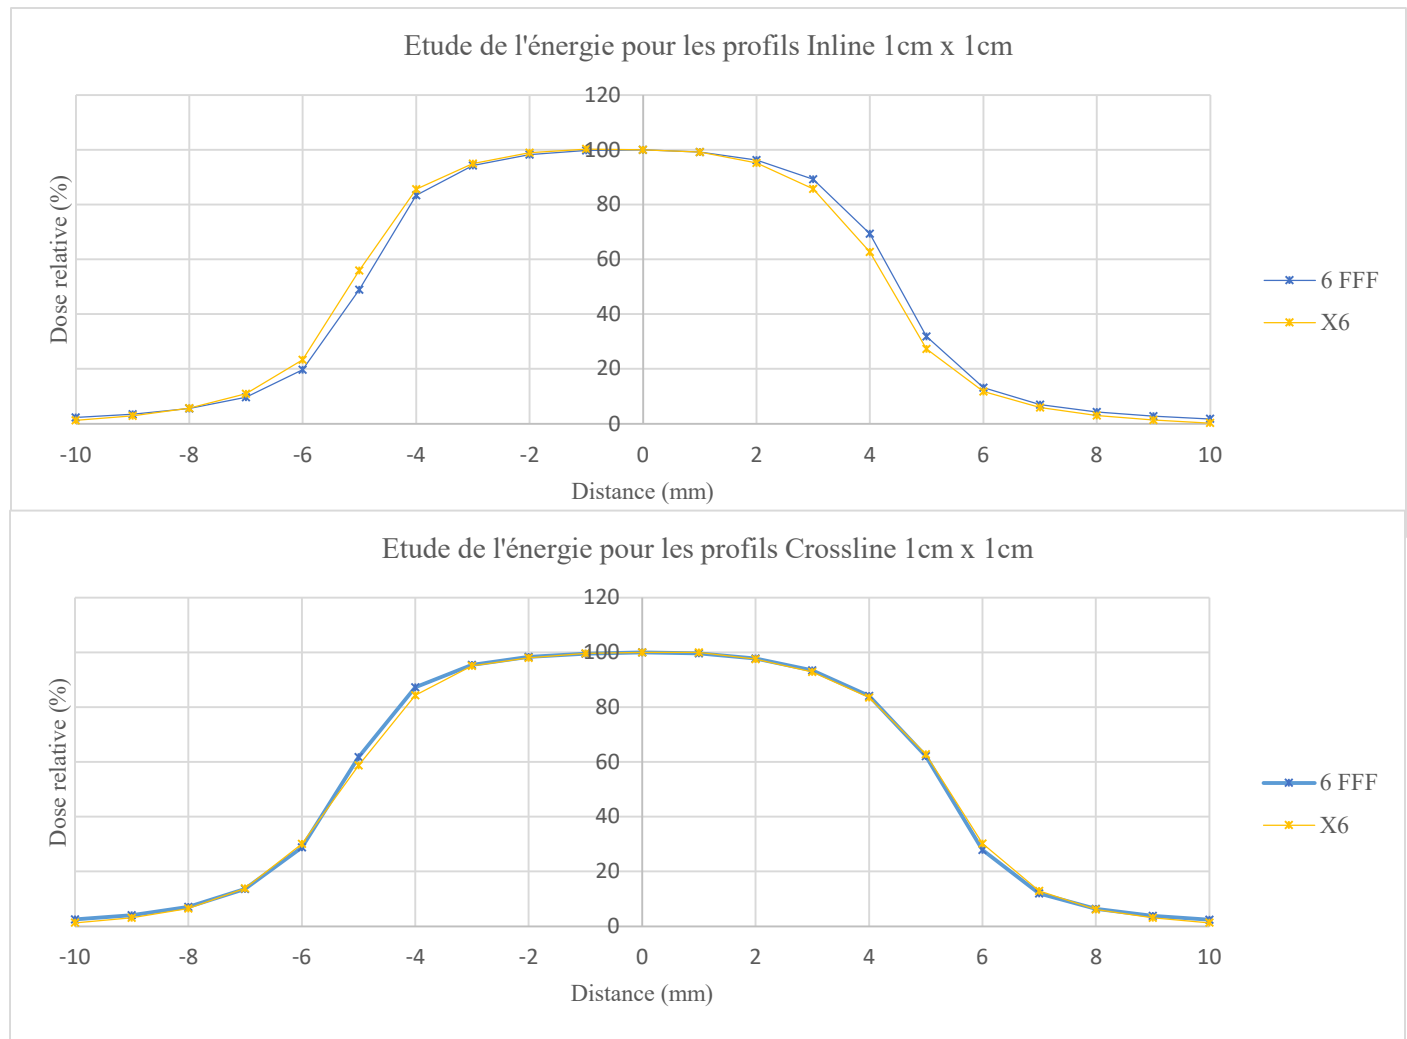 Etude de l'énergie pour les profils Inline 1cm x 1cm
120
100
80
60
40
20
0
Dose relative (%)
-10 -8 -6 -4 -2 0 2 4 6 8 10
Distance (mm)
6 FFF
X6
Etude de l'énergie pour les profils Crossline 1cm x 1cm
120
100
80
60
40
20
0
Dose relative (%)
-10 -8 -6 -4 -2 0 2 4 6 8 10
Distance (mm)
6 FFF
X6